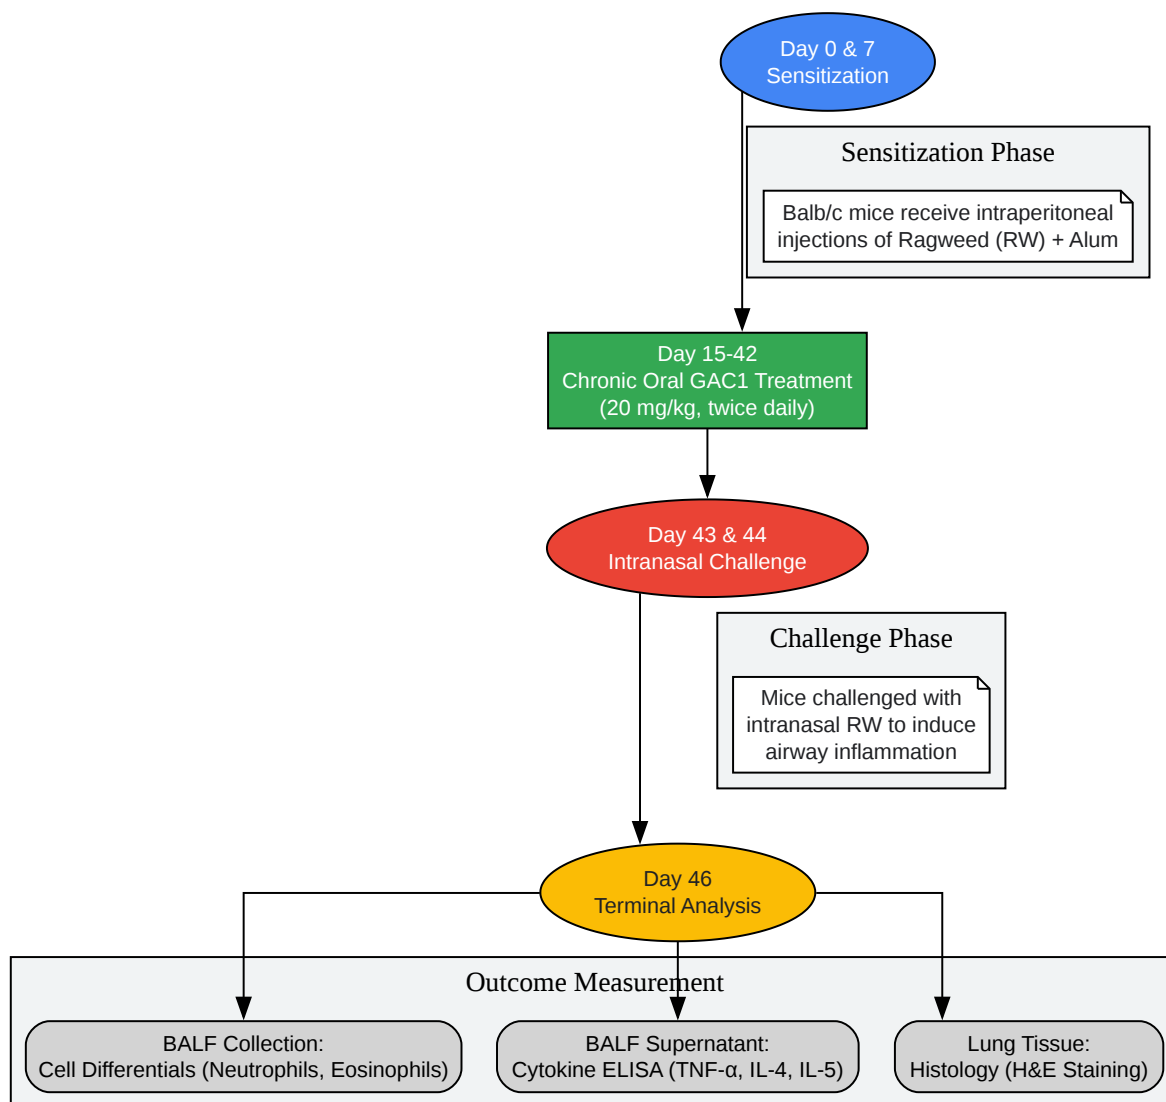 Day 0 & 7
Sensitization
Sensitization Phase
Balb/c mice receive intraperitoneal
injections of Ragweed (RW) + Alum
Day 15-42
Chronic Oral GAC1 Treatment
(20 mg/kg, twice daily)
Day 43 & 44
Intranasal Challenge
Challenge Phase
Mice challenged with
intranasal RW to induce
airway inflammation
Day 46
Terminal Analysis
Outcome Measurement
BALF Collection:
Cell Differentials (Neutrophils, Eosinophils)
BALF Supernatant:
Cytokine ELISA (TNF-α, IL-4, IL-5)
Lung Tissue:
Histology (H&E Staining)